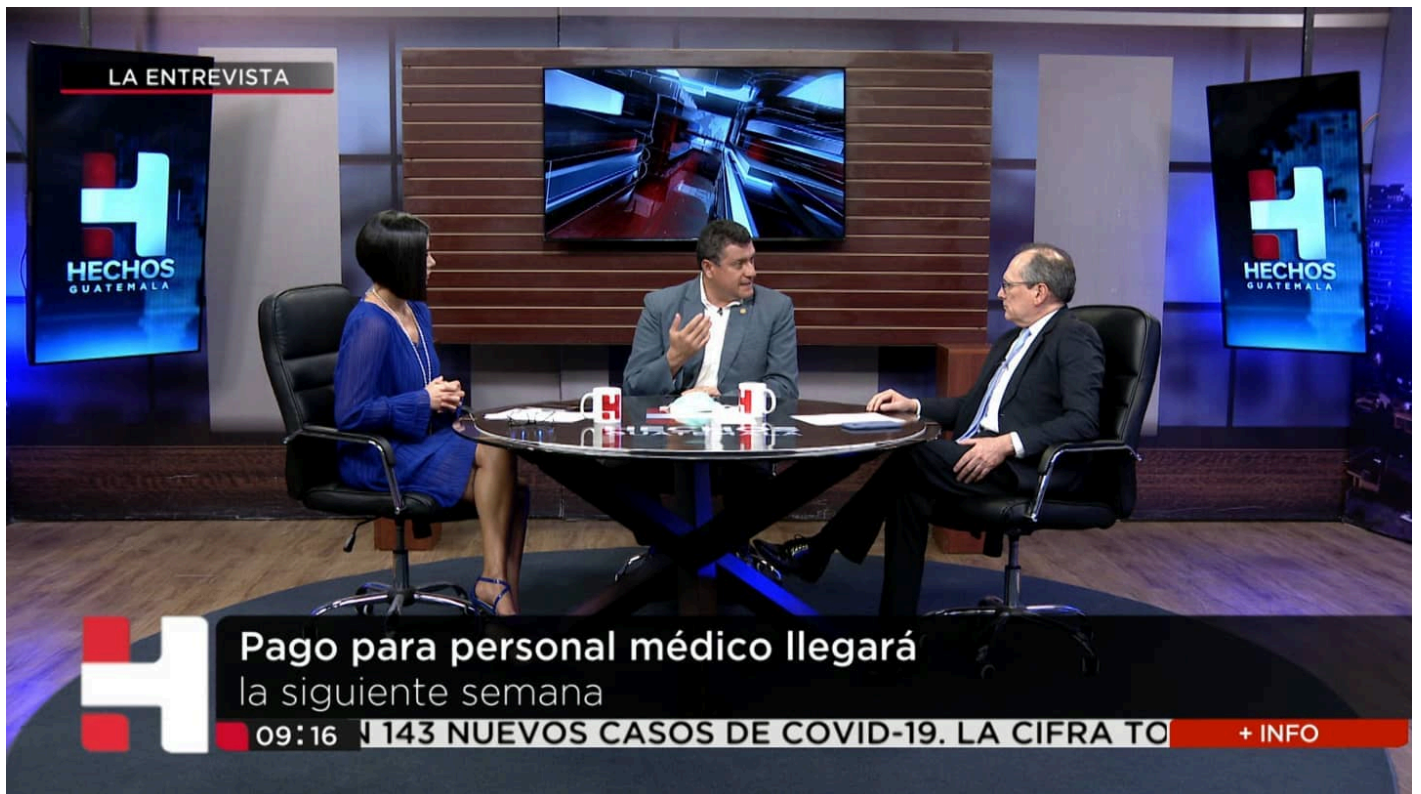 LA ENTREVISTA
HECHOS
GUATEMALA
HECHOS
GUATEMALA
Pago para personal médico llegará
la siguiente semana
09:16
143 NUEVOS CASOS DE COVID-19. LA CIFRA
+ INFO